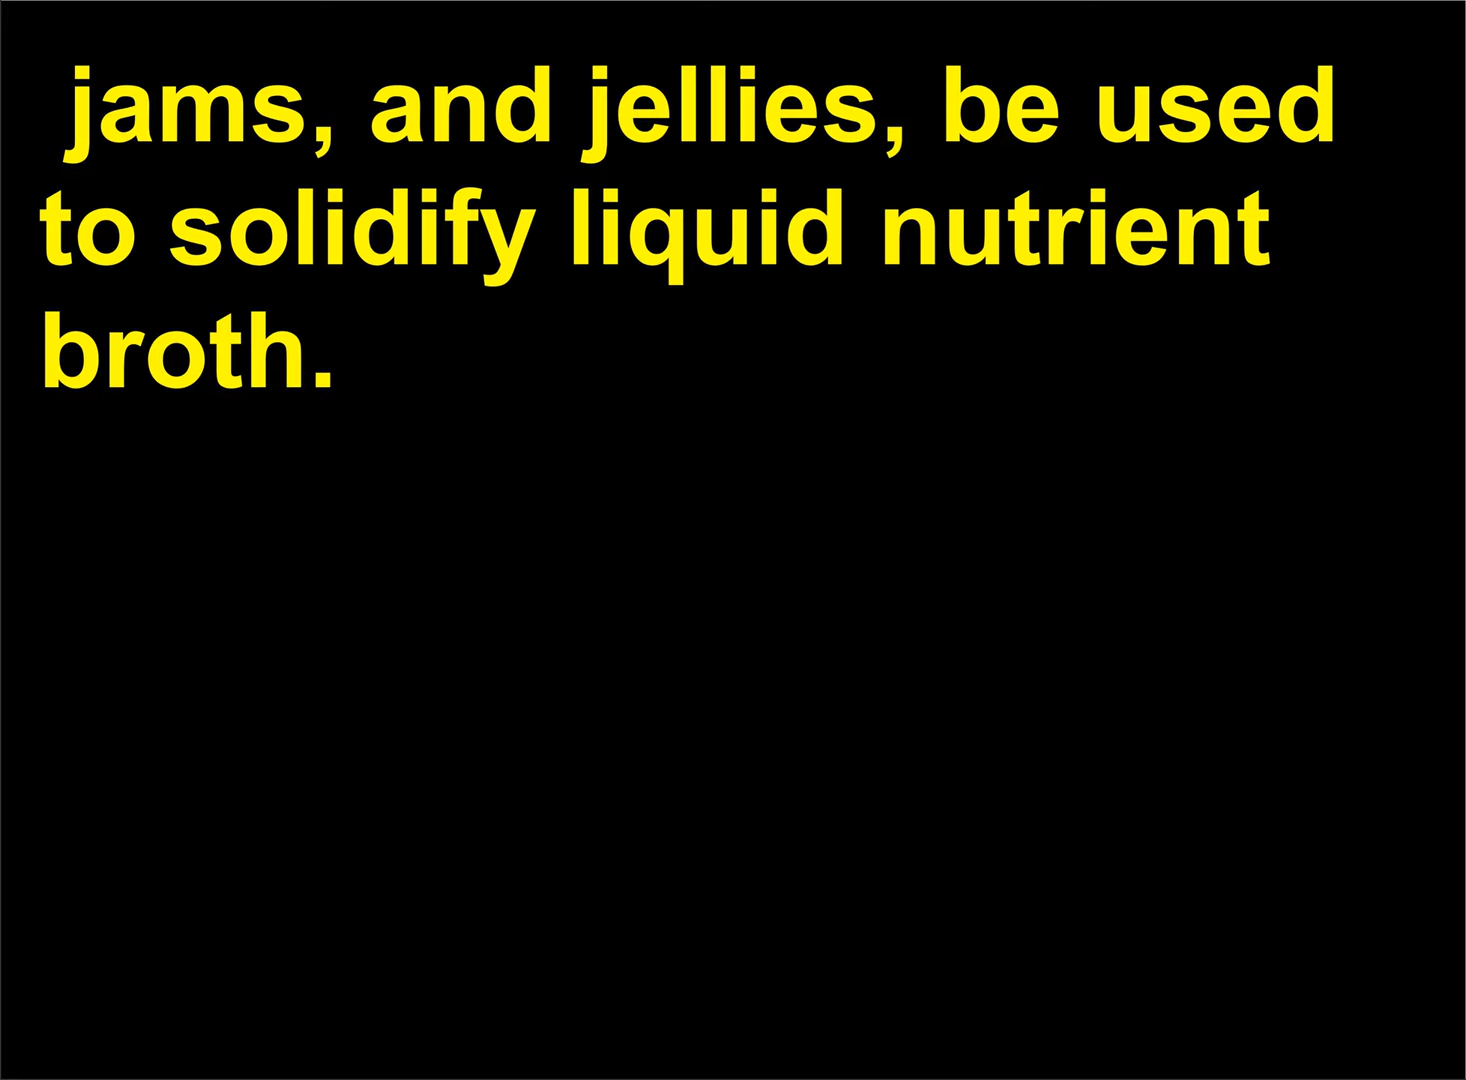 jams, and jellies, be used
to solidify liquid nutrient
broth.